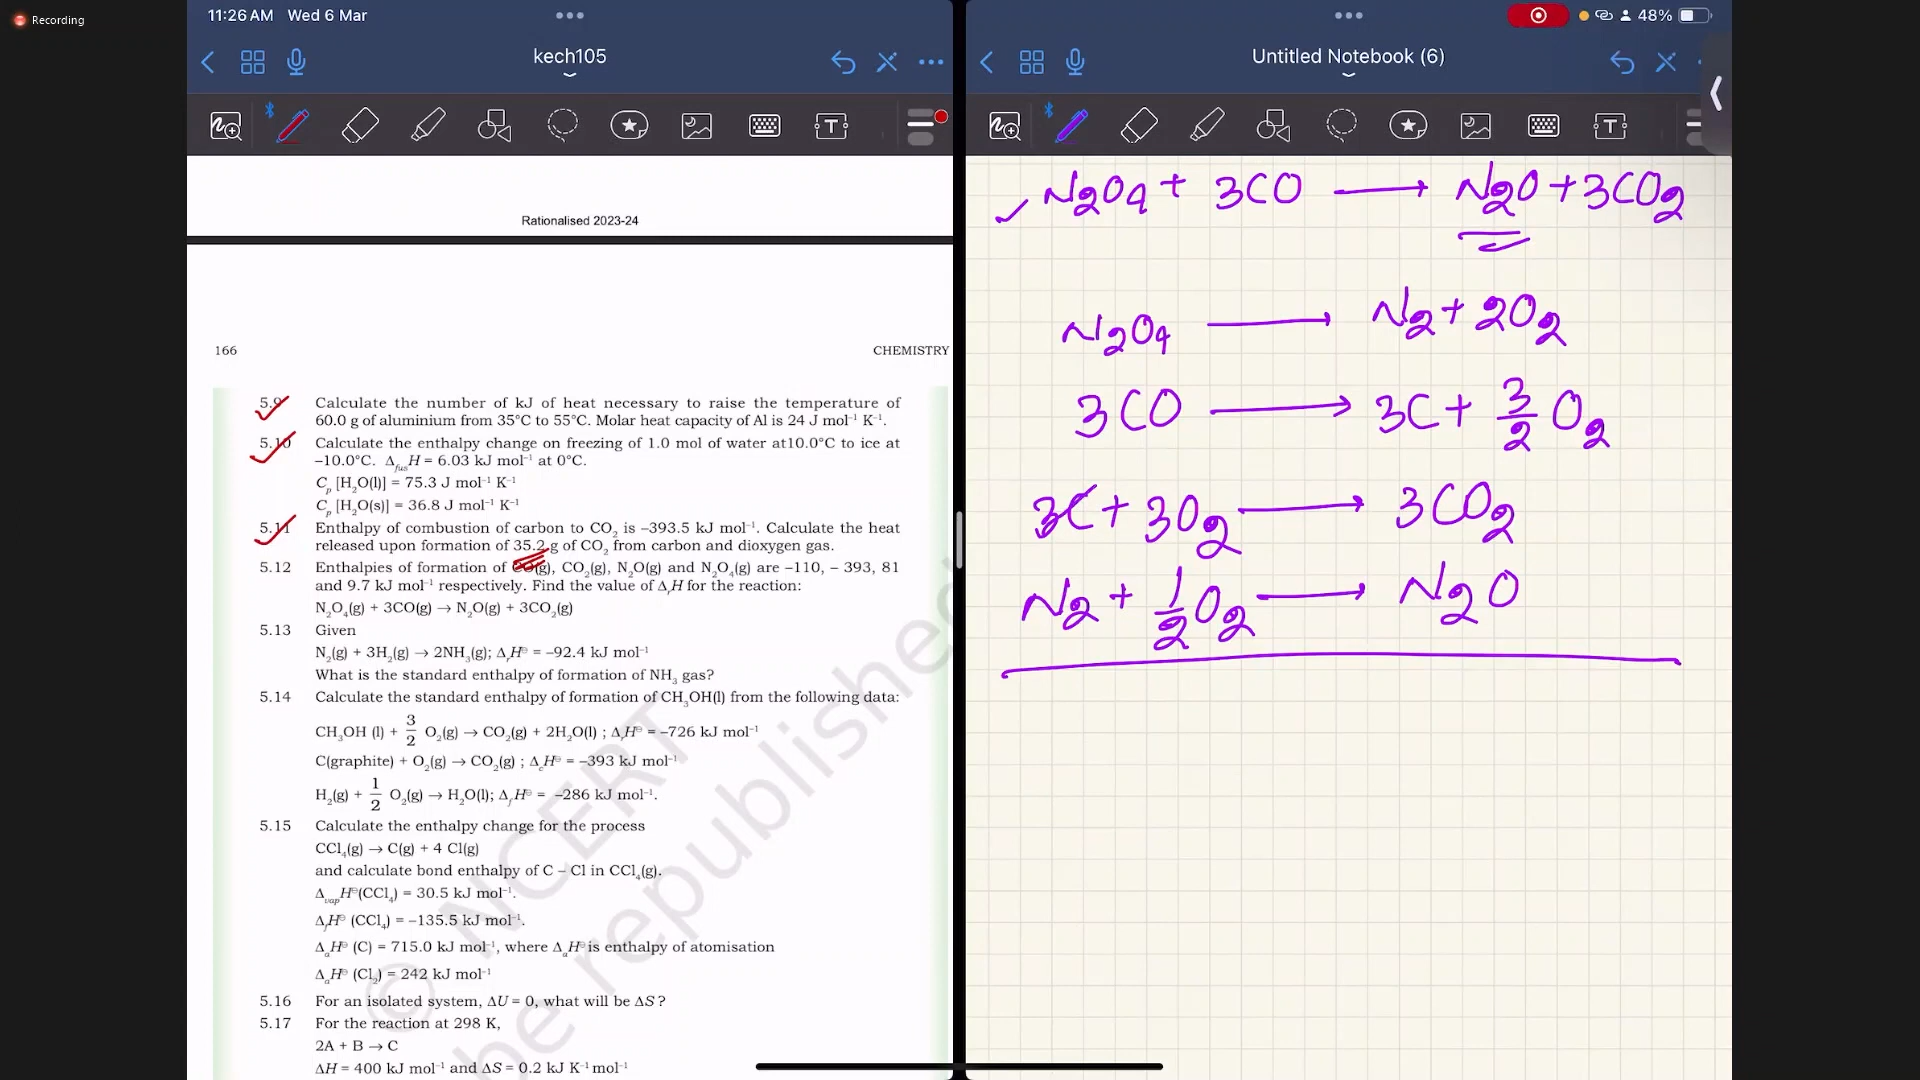 Recording
11:26 AM Wed 6 Mar
48%
kech105
Untitled Notebook (6)
Rationalised 2023-24
166 CHEMISTRY
5.9 Calculate the number of kJ of heat necessary to raise the temperature of
60.0 g of aluminium from 35°C to 55°C. Molar heat capacity of Al is 24 J mol⁻¹ K⁻¹.
5.10 Calculate the enthalpy change on freezing of 1.0 mol of water at10.0°C to ice at
–10.0°C. Δ_fus H = 6.03 kJ mol⁻¹ at 0°C.
C_p [H₂O(l)] = 75.3 J mol⁻¹ K⁻¹
C_p [H₂O(s)] = 36.8 J mol⁻¹ K⁻¹
5.11 Enthalpy of combustion of carbon to CO₂ is –393.5 kJ mol⁻¹. Calculate the heat
released upon formation of 35.2 g of CO₂ from carbon and dioxygen gas.
5.12 Enthalpies of formation of CO(g), CO₂(g), N₂O(g) and N₂O₄(g) are –110, – 393, 81
and 9.7 kJ mol⁻¹ respectively. Find the value of Δ_r H for the reaction:
N₂O₄(g) + 3CO(g) → N₂O(g) + 3CO₂(g)
5.13 Given
N₂(g) + 3H₂(g) → 2NH₃(g); Δ_r H⊖ = –92.4 kJ mol⁻¹
What is the standard enthalpy of formation of NH₃ gas?
5.14 Calculate the standard enthalpy of formation of CH₃OH(l) from the following data:
CH₃OH (l) + 3/2 O₂(g) → CO₂(g) + 2H₂O(l) ; Δ_r H⊖ = –726 kJ mol⁻¹
C(graphite) + O₂(g) → CO₂(g) ; Δ_c H⊖ = –393 kJ mol⁻¹
H₂(g) + 1/2 O₂(g) → H₂O(l); Δ_f H⊖ = –286 kJ mol⁻¹.
5.15 Calculate the enthalpy change for the process
CCl₄(g) → C(g) + 4 Cl(g)
and calculate bond enthalpy of C – Cl in CCl₄(g).
Δ_vap H⊖(CCl₄) = 30.5 kJ mol⁻¹.
Δ_f H⊖ (CCl₄) = –135.5 kJ mol⁻¹.
Δ_a H⊖ (C) = 715.0 kJ mol⁻¹, where Δ_a H⊖ is enthalpy of atomisation
Δ_a H⊖ (Cl₂) = 242 kJ mol⁻¹
5.16 For an isolated system, ΔU = 0, what will be ΔS ?
5.17 For the reaction at 298 K,
2A + B → C
ΔH = 400 kJ mol⁻¹ and ΔS = 0.2 kJ K⁻¹ mol⁻¹
© NCERT
be republished
N₂O₄ + 3CO → N₂O + 3CO₂
N₂O₄ → N₂ + 2O₂
3CO → 3C + 3/2 O₂
3C + 3O₂ → 3CO₂
N₂ + 1/2 O₂ → N₂O